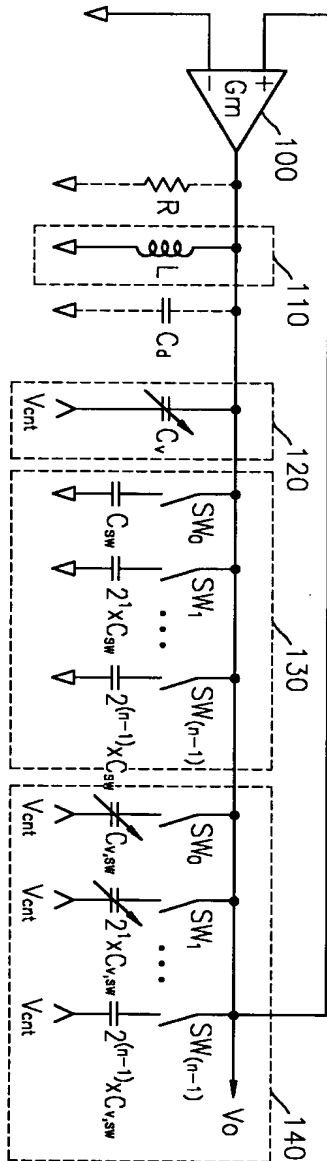 +
Gm
−
100
R
L
110
Cd
Vcnt
Cv
120
SW0
Csw
SW1
2^1xCsw
...
SW(n-1)
2^(n-1)xCsw
130
SW0
Cv,sw
Vcnt
SW1
2^1xCv,sw
Vcnt
...
SW(n-1)
2^(n-1)xCv,sw
Vcnt
140
Vo